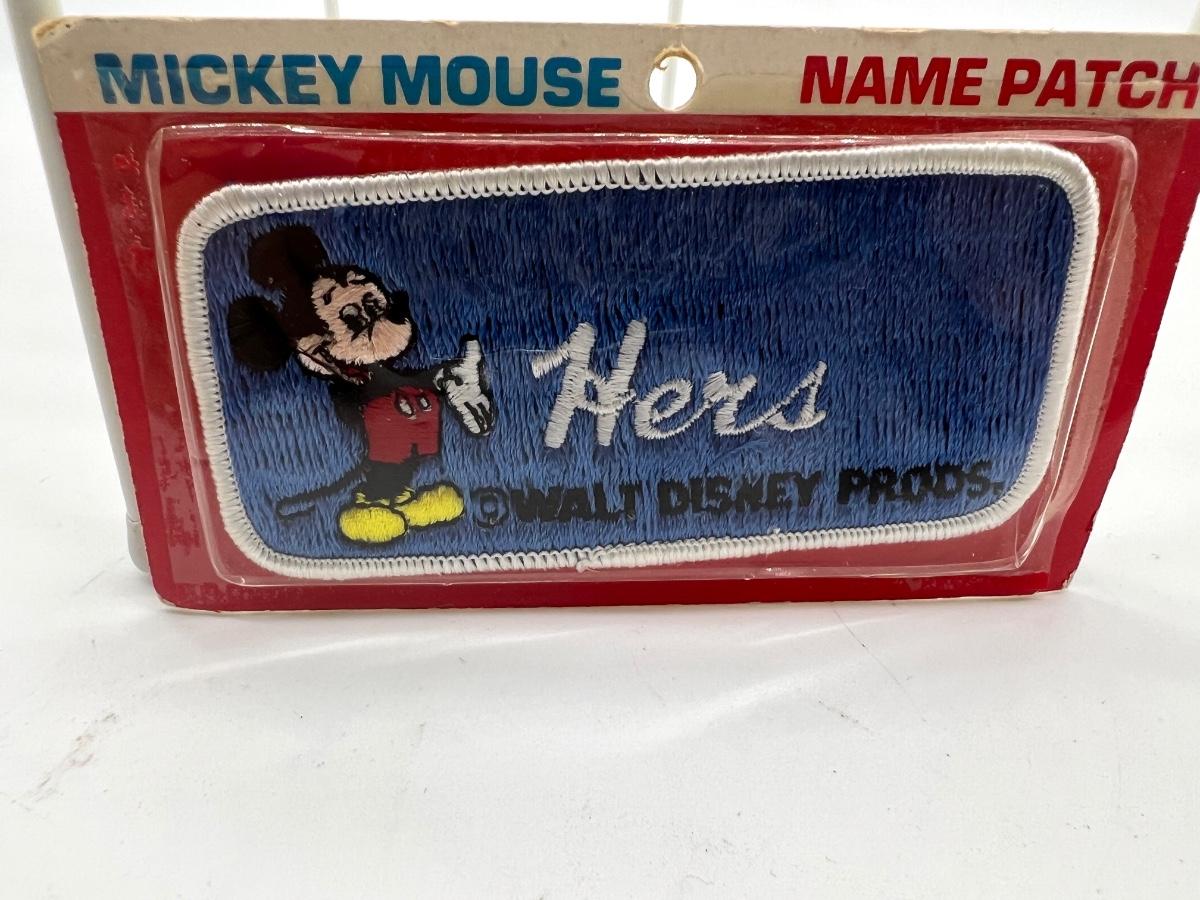 MICKEY MOUSE NAME PATCH
Hers
©WALT DISNEY PRODS.